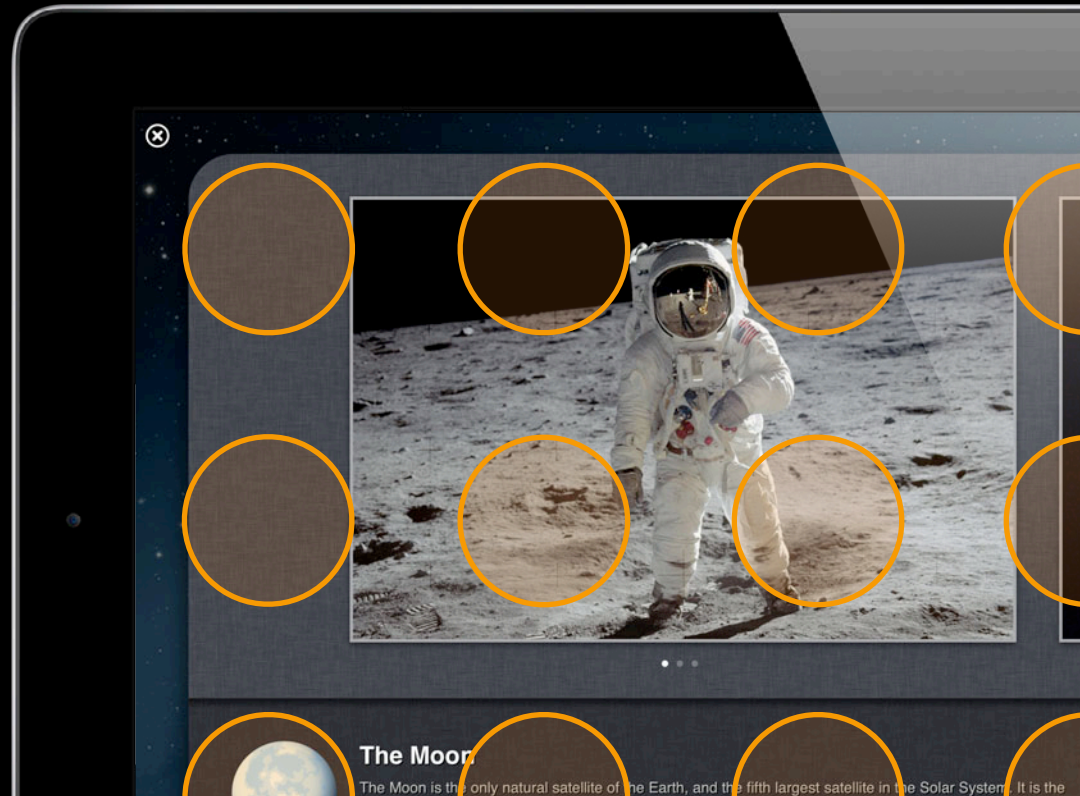 The Moon
The Moon is the only natural satellite of the Earth, and the fifth largest satellite in the Solar System. It is the